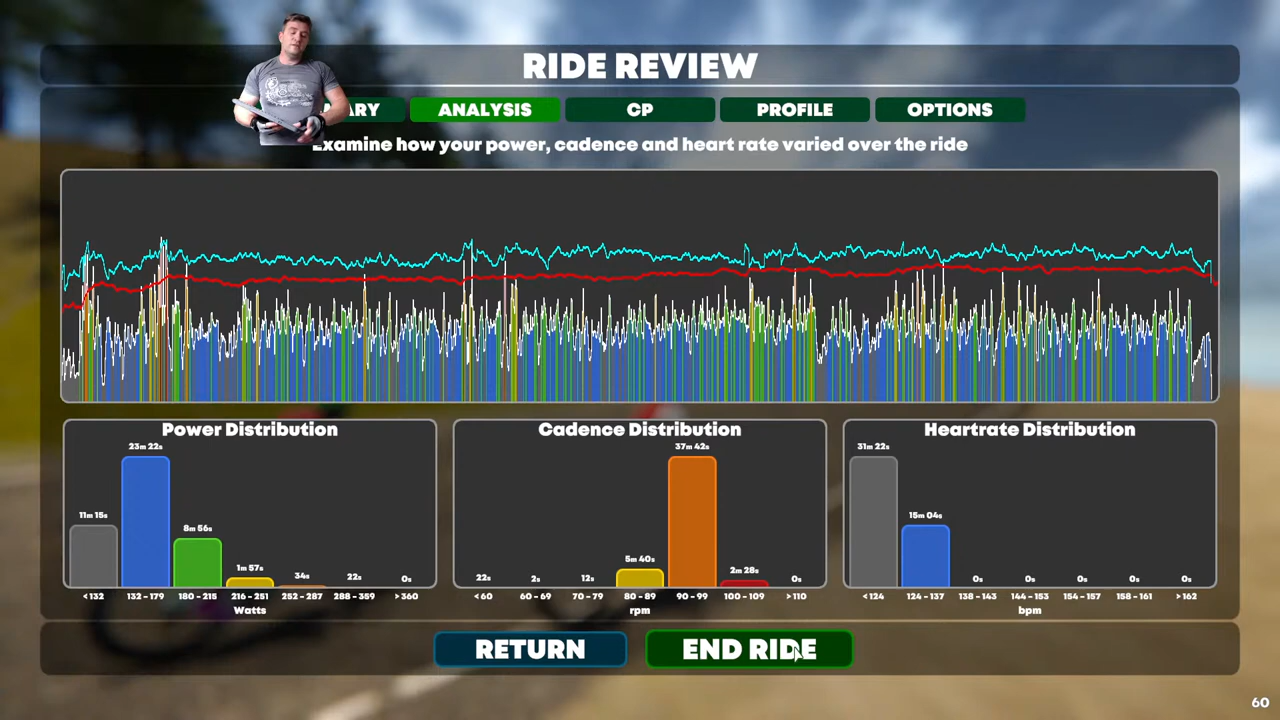 RIDE REVIEW
ARY ANALYSIS CP PROFILE OPTIONS
Examine how your power, cadence and heart rate varied over the ride
Power Distribution
23m 22s
11m 15s
8m 56s
1m 57s
34s
22s
0s
<132 132 - 179 180 - 215 216 - 251 252 - 287 288 - 359 > 360
Watts
Cadence Distribution
37m 42s
5m 40s
2m 28s
22s
2s
12s
0s
< 60 60 - 69 70 - 79 80 - 89 90 - 99 100 - 109 > 110
rpm
Heartrate Distribution
31m 22s
15m 04s
0s 0s 0s 0s 0s
< 124 124 - 137 138 - 143 144 - 153 154 - 157 158 - 161 > 162
bpm
RETURN END RIDE
60